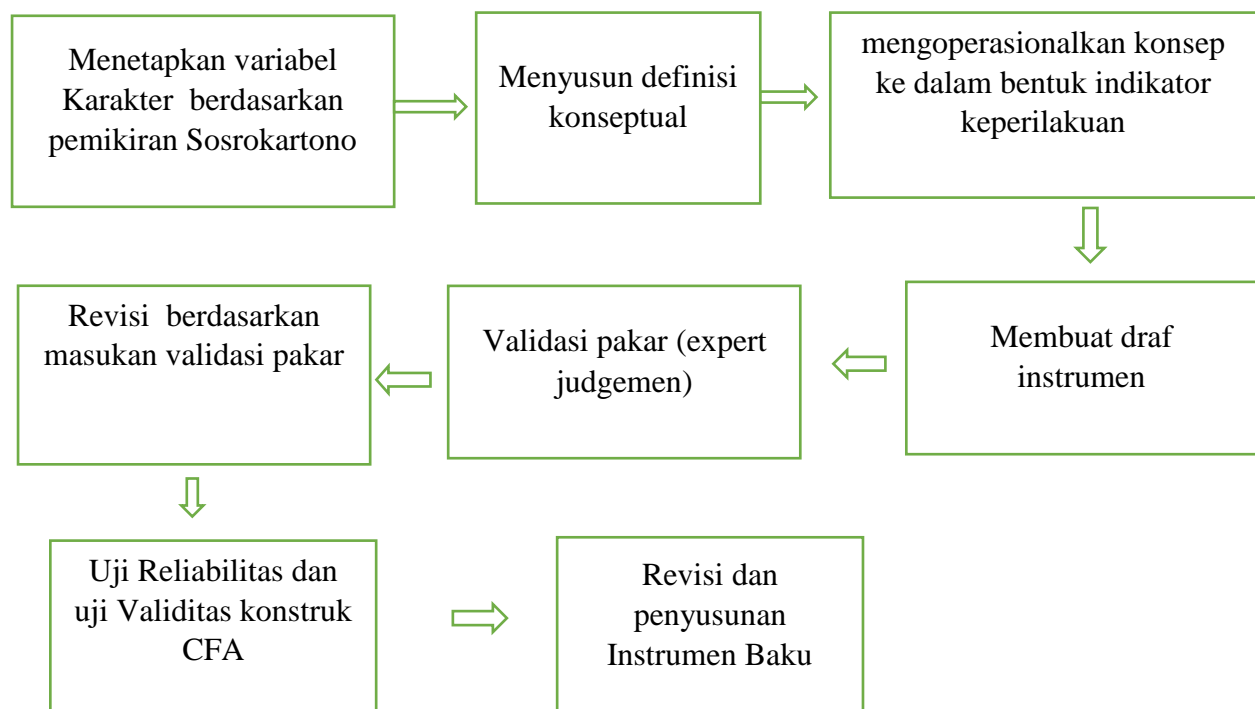 Menetapkan variabel
Karakter berdasarkan
pemikiran Sosrokartono
Menyusun definisi
konseptual
mengoperasionalkan konsep
ke dalam bentuk indikator
keperilakuan
Membuat draf
instrumen
Validasi pakar (expert
judgemen)
Revisi berdasarkan
masukan validasi pakar
Uji Reliabilitas dan
uji Validitas konstruk
CFA
Revisi dan
penyusunan
Instrumen Baku